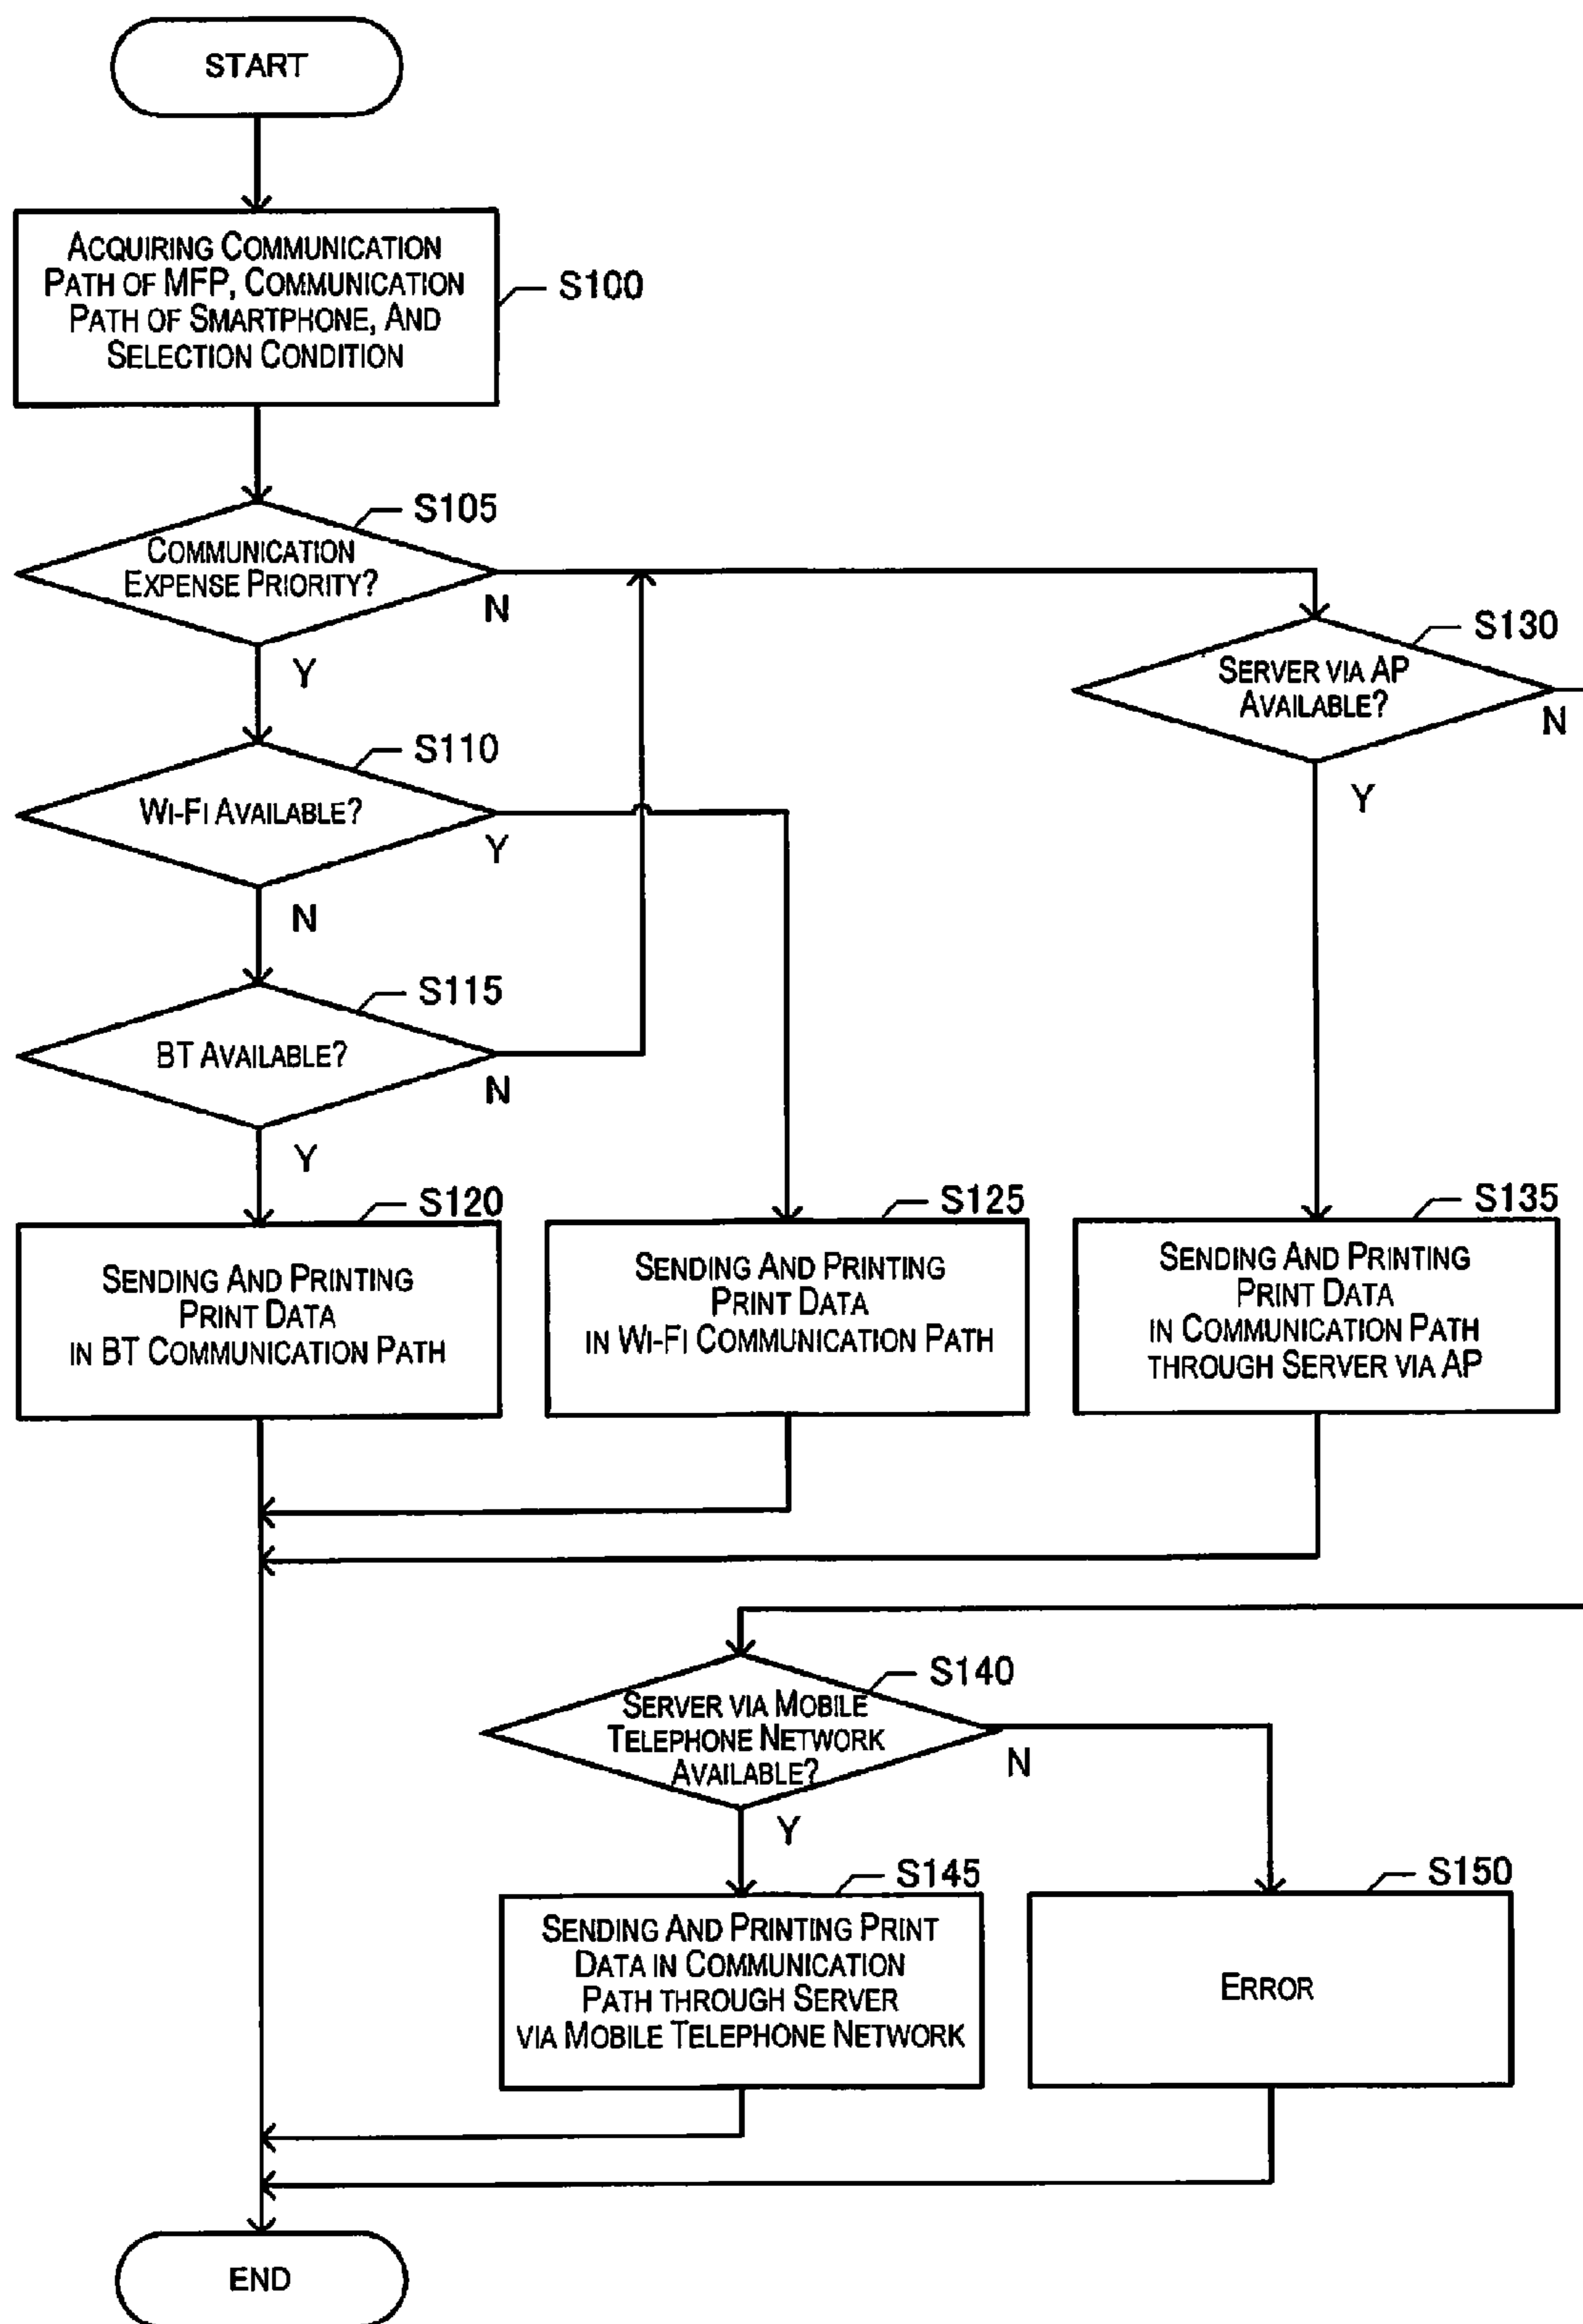 START
ACQUIRING COMMUNICATION
PATH OF MFP, COMMUNICATION
PATH OF SMARTPHONE, AND
SELECTION CONDITION
S100
S105
COMMUNICATION
EXPENSE PRIORITY?
N
Y
S130
SERVER VIA AP
AVAILABLE?
N
Y
S110
WI-FI AVAILABLE?
Y
N
S115
BT AVAILABLE?
N
Y
S120
SENDING AND PRINTING
PRINT DATA
IN BT COMMUNICATION PATH
S125
SENDING AND PRINTING
PRINT DATA
IN WI-FI COMMUNICATION PATH
S135
SENDING AND PRINTING
PRINT DATA
IN COMMUNICATION PATH
THROUGH SERVER VIA AP
S140
SERVER VIA MOBILE
TELEPHONE NETWORK
AVAILABLE?
N
Y
S145
SENDING AND PRINTING PRINT
DATA IN COMMUNICATION
PATH THROUGH SERVER
VIA MOBILE TELEPHONE NETWORK
S150
ERROR
END